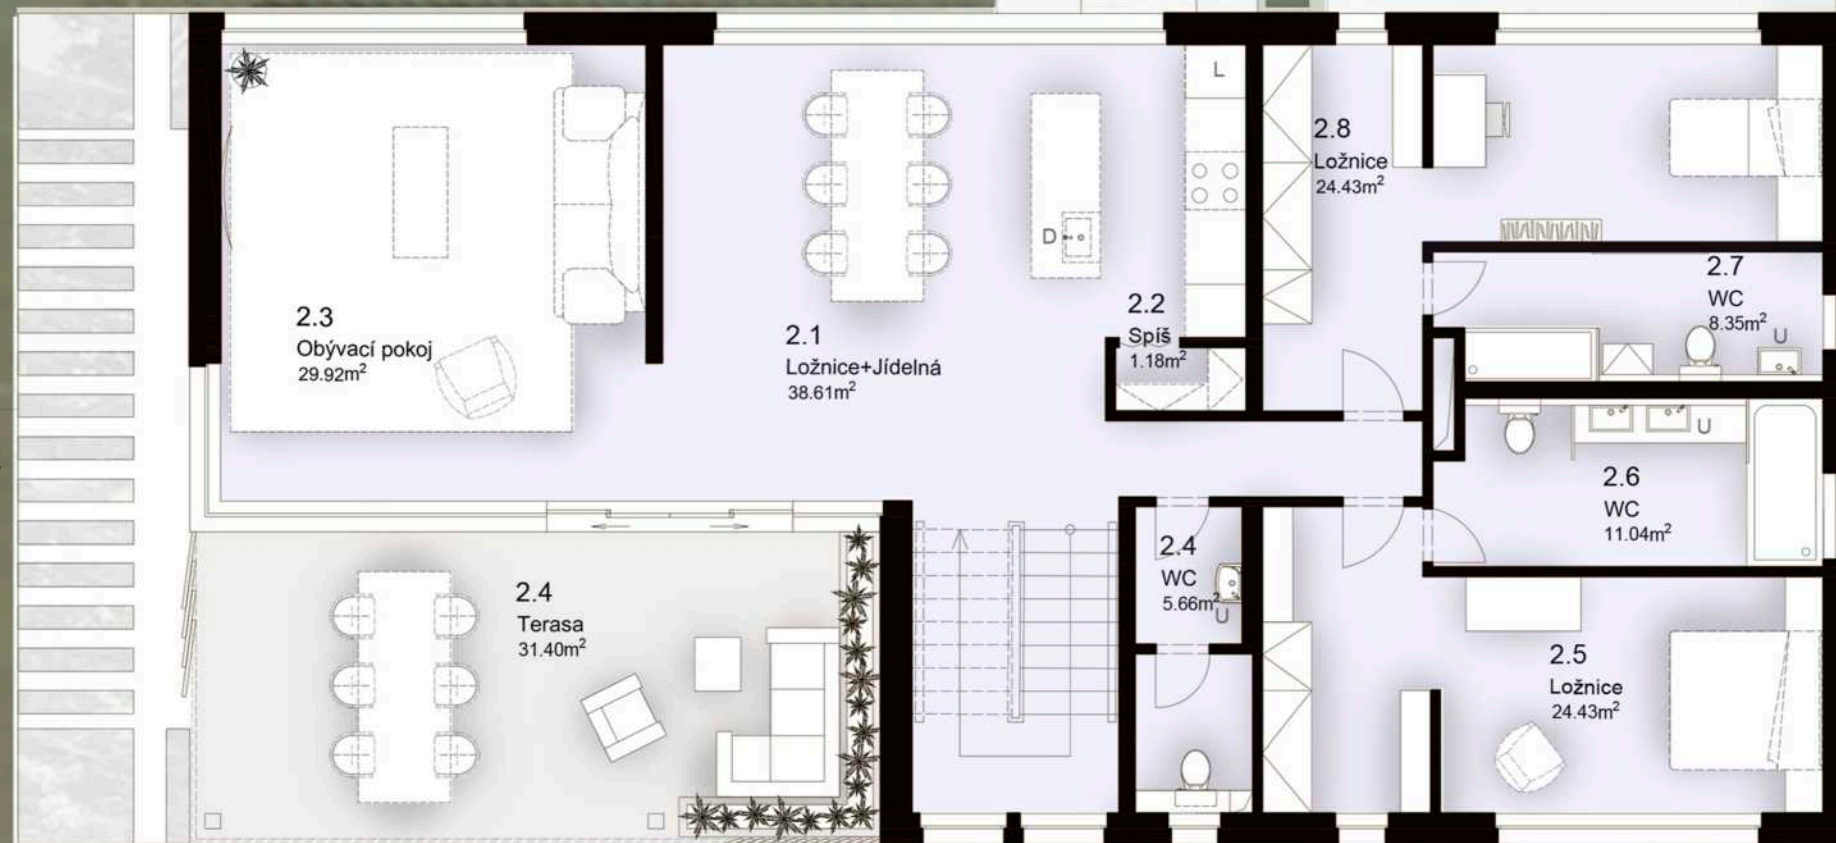 L
2.8
Ložnice
24.43m²
D
2.7
WC
8.35m²
U
2.3
Obývací pokoj
29.92m²
2.1
Ložnice+Jídelná
38.61m²
2.2
Spíš
1.18m²
U
2.6
WC
11.04m²
2.4
Terasa
31.40m²
2.4
WC
5.66m²
U
2.5
Ložnice
24.43m²